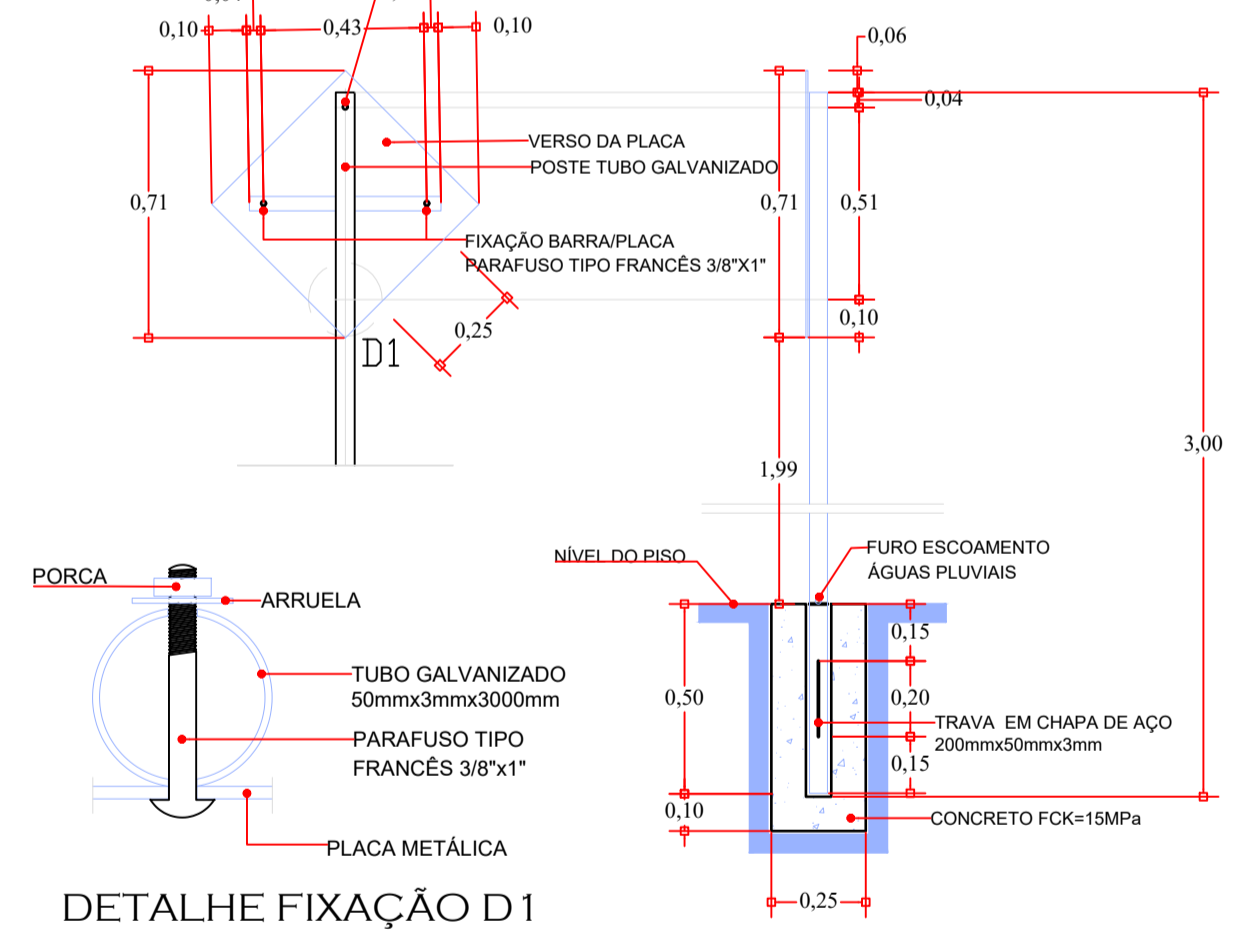 0,10
0,43
0,10
0,06
0,04
VERSO DA PLACA
POSTE TUBO GALVANIZADO
0,71
0,71
0,51
FIXAÇÃO BARRA/PLACA
PARAFUSO TIPO FRANCÊS 3/8"X1"
0,25
0,10
D1
1,99
3,00
NÍVEL DO PISO
FURO ESCOAMENTO
ÁGUAS PLUVIAIS
PORCA
ARRUELA
0,15
TUBO GALVANIZADO
50mmx3mmx3000mm
0,50
0,20
TRAVA EM CHAPA DE AÇO
200mmx50mmx3mm
PARAFUSO TIPO
FRANCÊS 3/8"x1"
0,15
0,10
CONCRETO FCK=15MPa
PLACA METÁLICA
0,25
DETALHE FIXAÇÃO D1